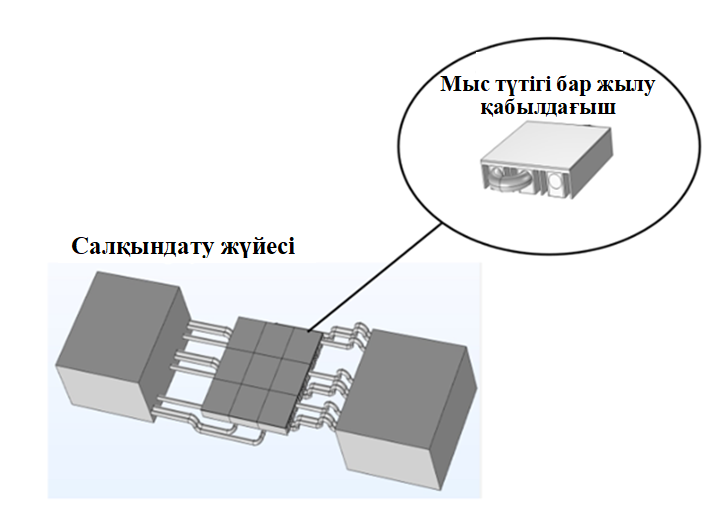 Мыс түтігі бар жылу
қабылдағыш
Салқындату жүйесі